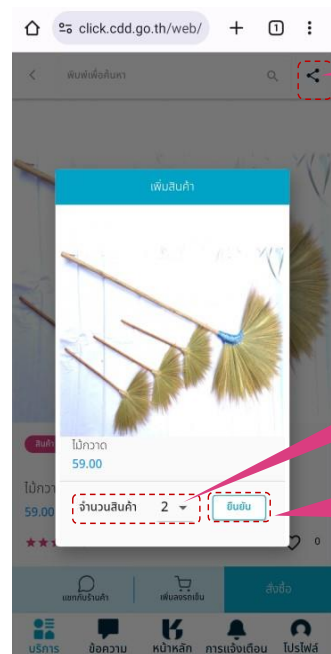 click.cdd.go.th/web/
1
พิมพ์เพื่อค้นหา
เพิ่มสินค้า
ไม้กวาด
59.00
จำนวนสินค้า 2 ยืนยัน
59.00
0
แชทกับร้านค้า เพิ่มลงรถเข็น สั่งซื้อ
บริการ ข้อความ หน้าหลัก การแจ้งเตือน โปรไฟล์